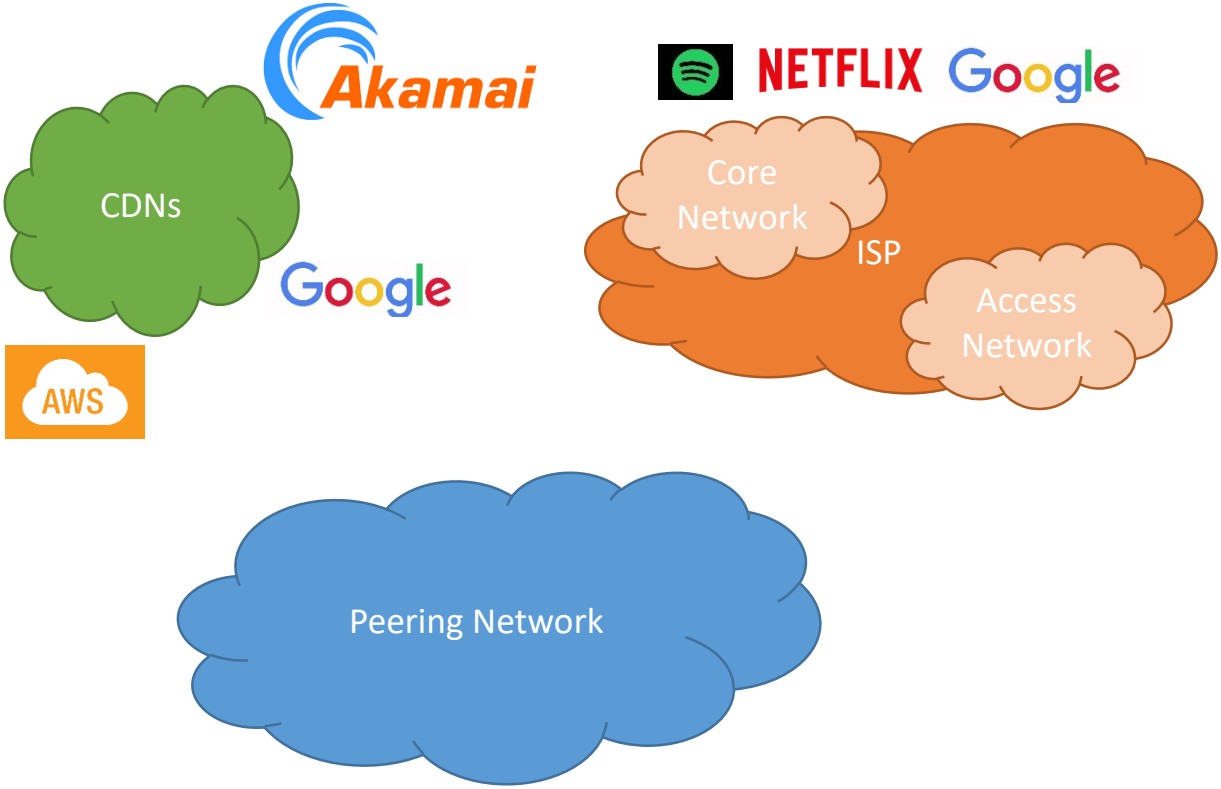 Akamai
NETFLIX Google
CDNs
Core
Network
ISP
Google
Access
Network
AWS
Peering Network